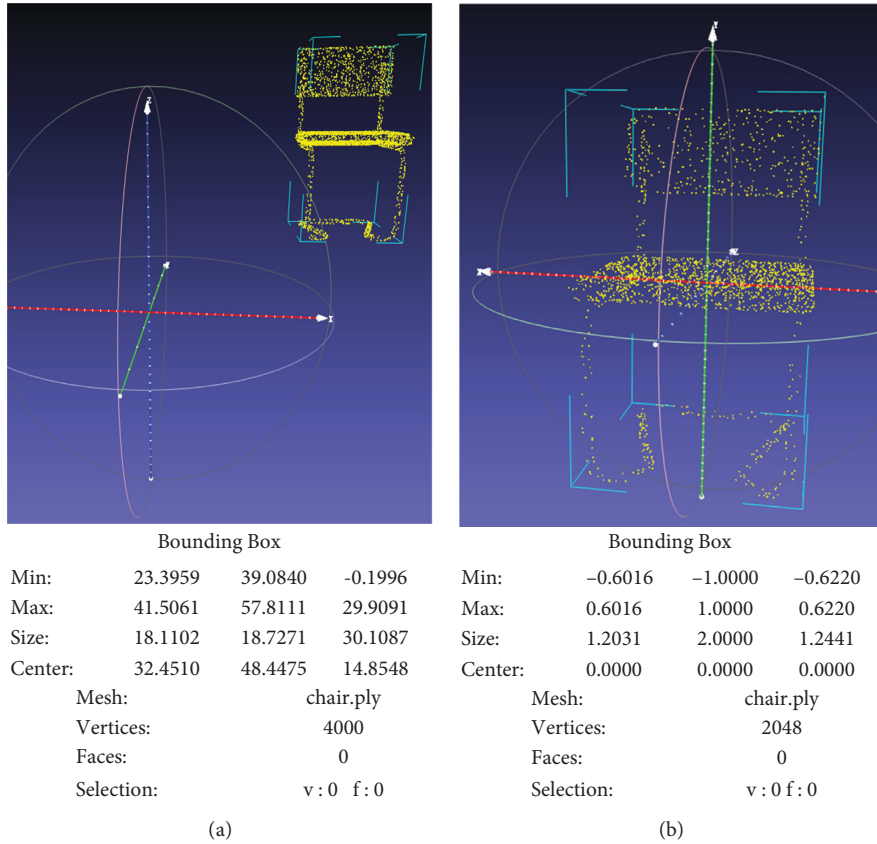 Z
X
Bounding Box
Min: 23.3959 39.0840 -0.1996
Max: 41.5061 57.8111 29.9091
Size: 18.1102 18.7271 30.1087
Center: 32.4510 48.4475 14.8548
Mesh: chair.ply
Vertices: 4000
Faces: 0
Selection: v : 0 f : 0
(a)
Bounding Box
Min: –0.6016 –1.0000 –0.6220
Max: 0.6016 1.0000 0.6220
Size: 1.2031 2.0000 1.2441
Center: 0.0000 0.0000 0.0000
Mesh: chair.ply
Vertices: 2048
Faces: 0
Selection: v : 0 f : 0
(b)